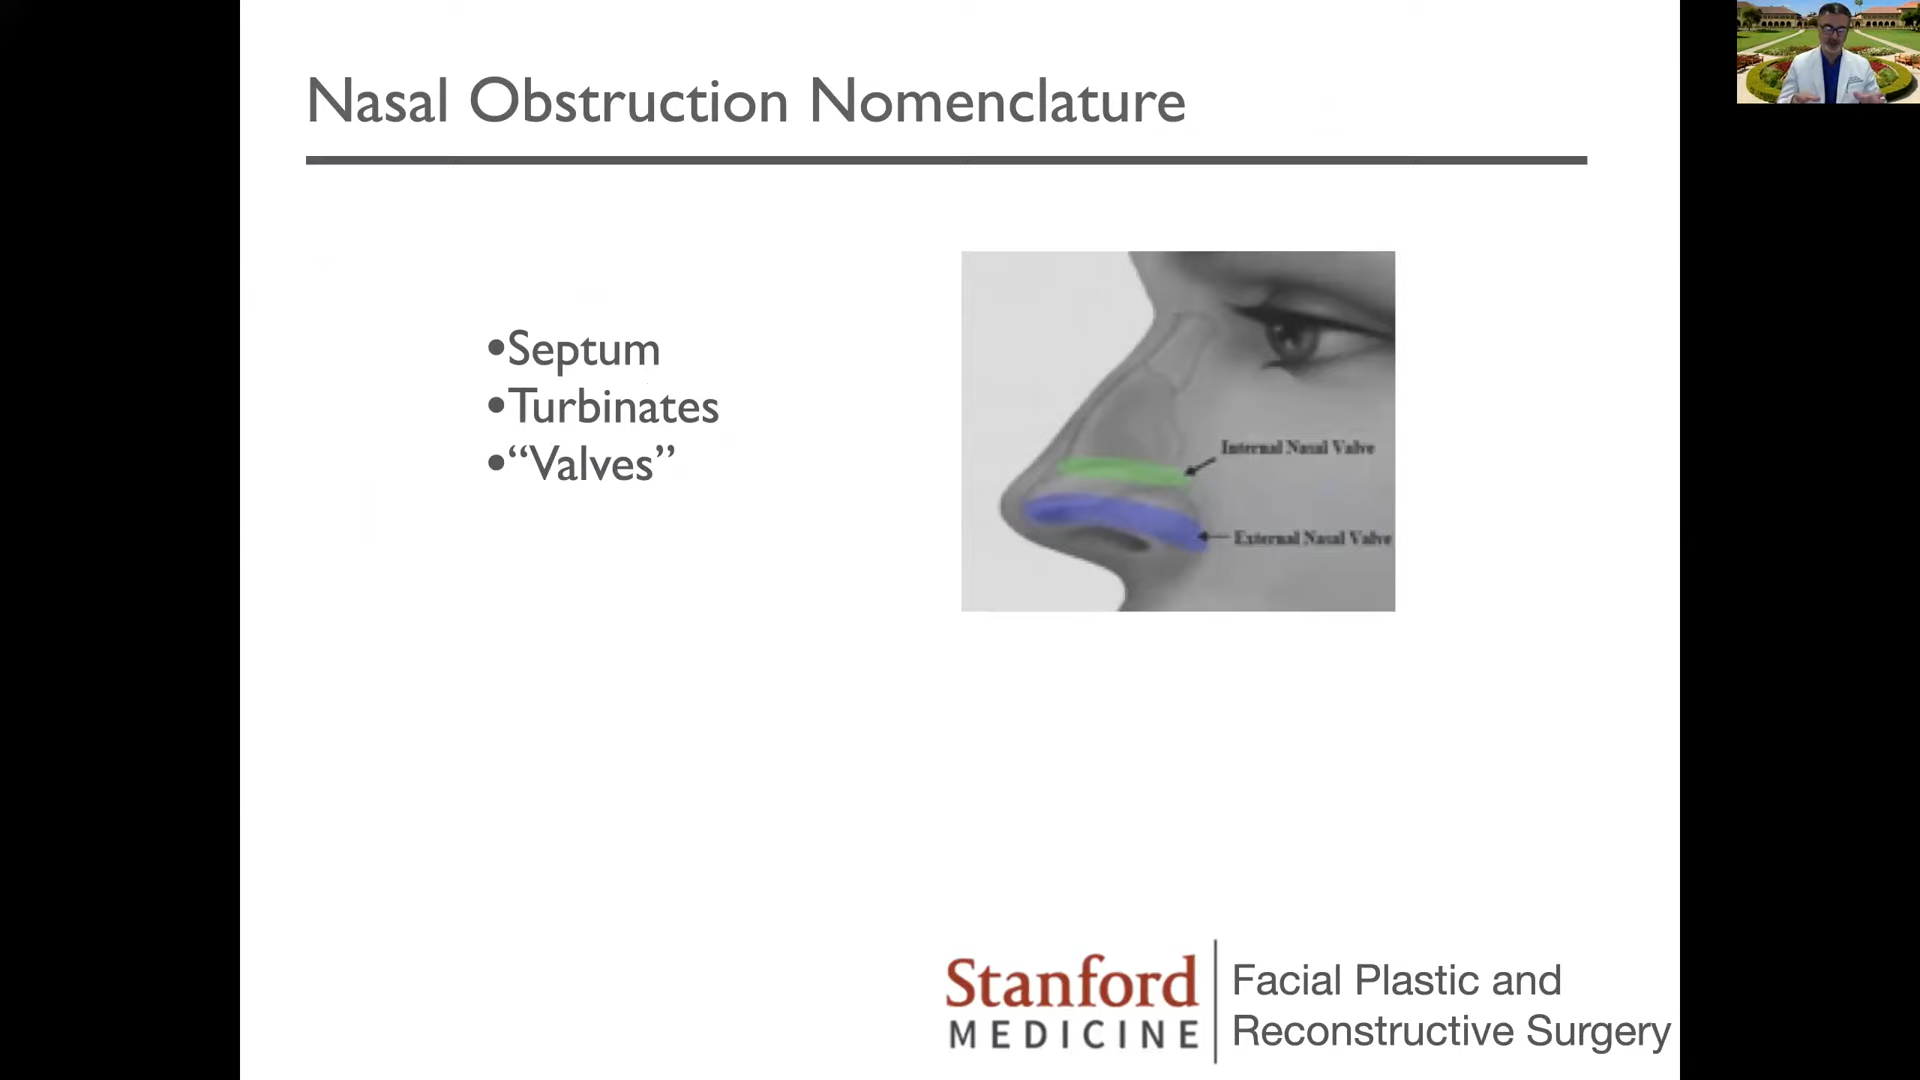 Nasal Obstruction Nomenclature
•Septum
•Turbinates
•“Valves”
Internal Nasal Valve
External Nasal Valve
Stanford
MEDICINE
Facial Plastic and
Reconstructive Surgery